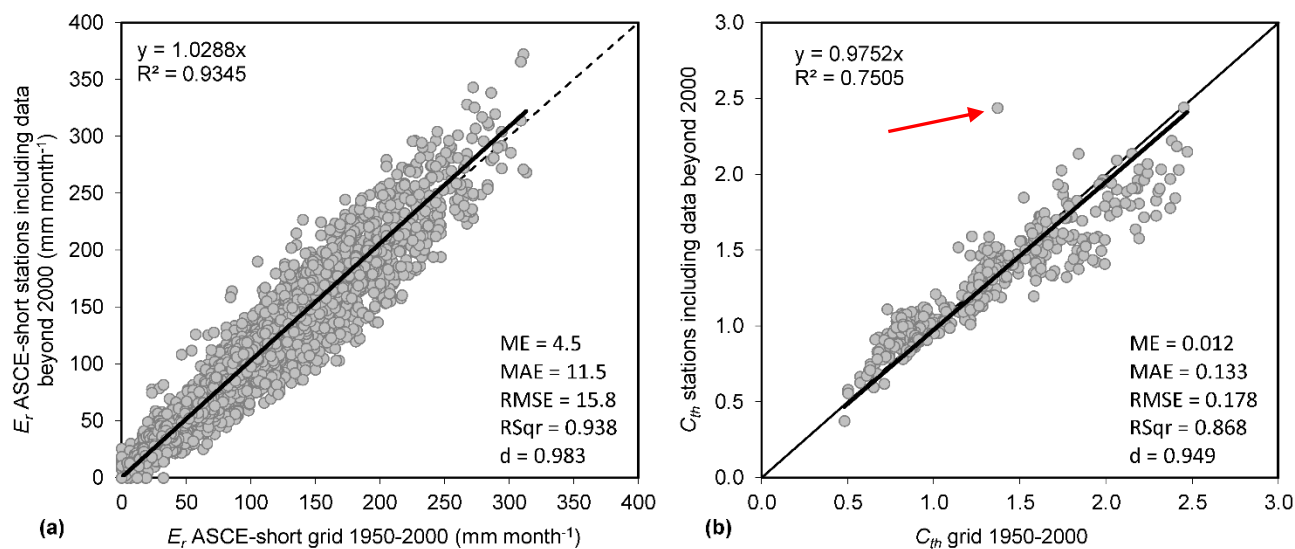 400
350
300
250
200
150
100
50
0
0 50 100 150 200 250 300 350 400
E_r ASCE-short stations including data
beyond 2000 (mm month⁻¹)
y = 1.0288x
R² = 0.9345
ME = 4.5
MAE = 11.5
RMSE = 15.8
RSqr = 0.938
d = 0.983
(a)
E_r ASCE-short grid 1950-2000 (mm month⁻¹)
3.0
2.5
2.0
1.5
1.0
0.5
0.0
0.0 0.5 1.0 1.5 2.0 2.5 3.0
C_th stations including data beyond 2000
y = 0.9752x
R² = 0.7505
ME = 0.012
MAE = 0.133
RMSE = 0.178
RSqr = 0.868
d = 0.949
(b)
C_th grid 1950-2000